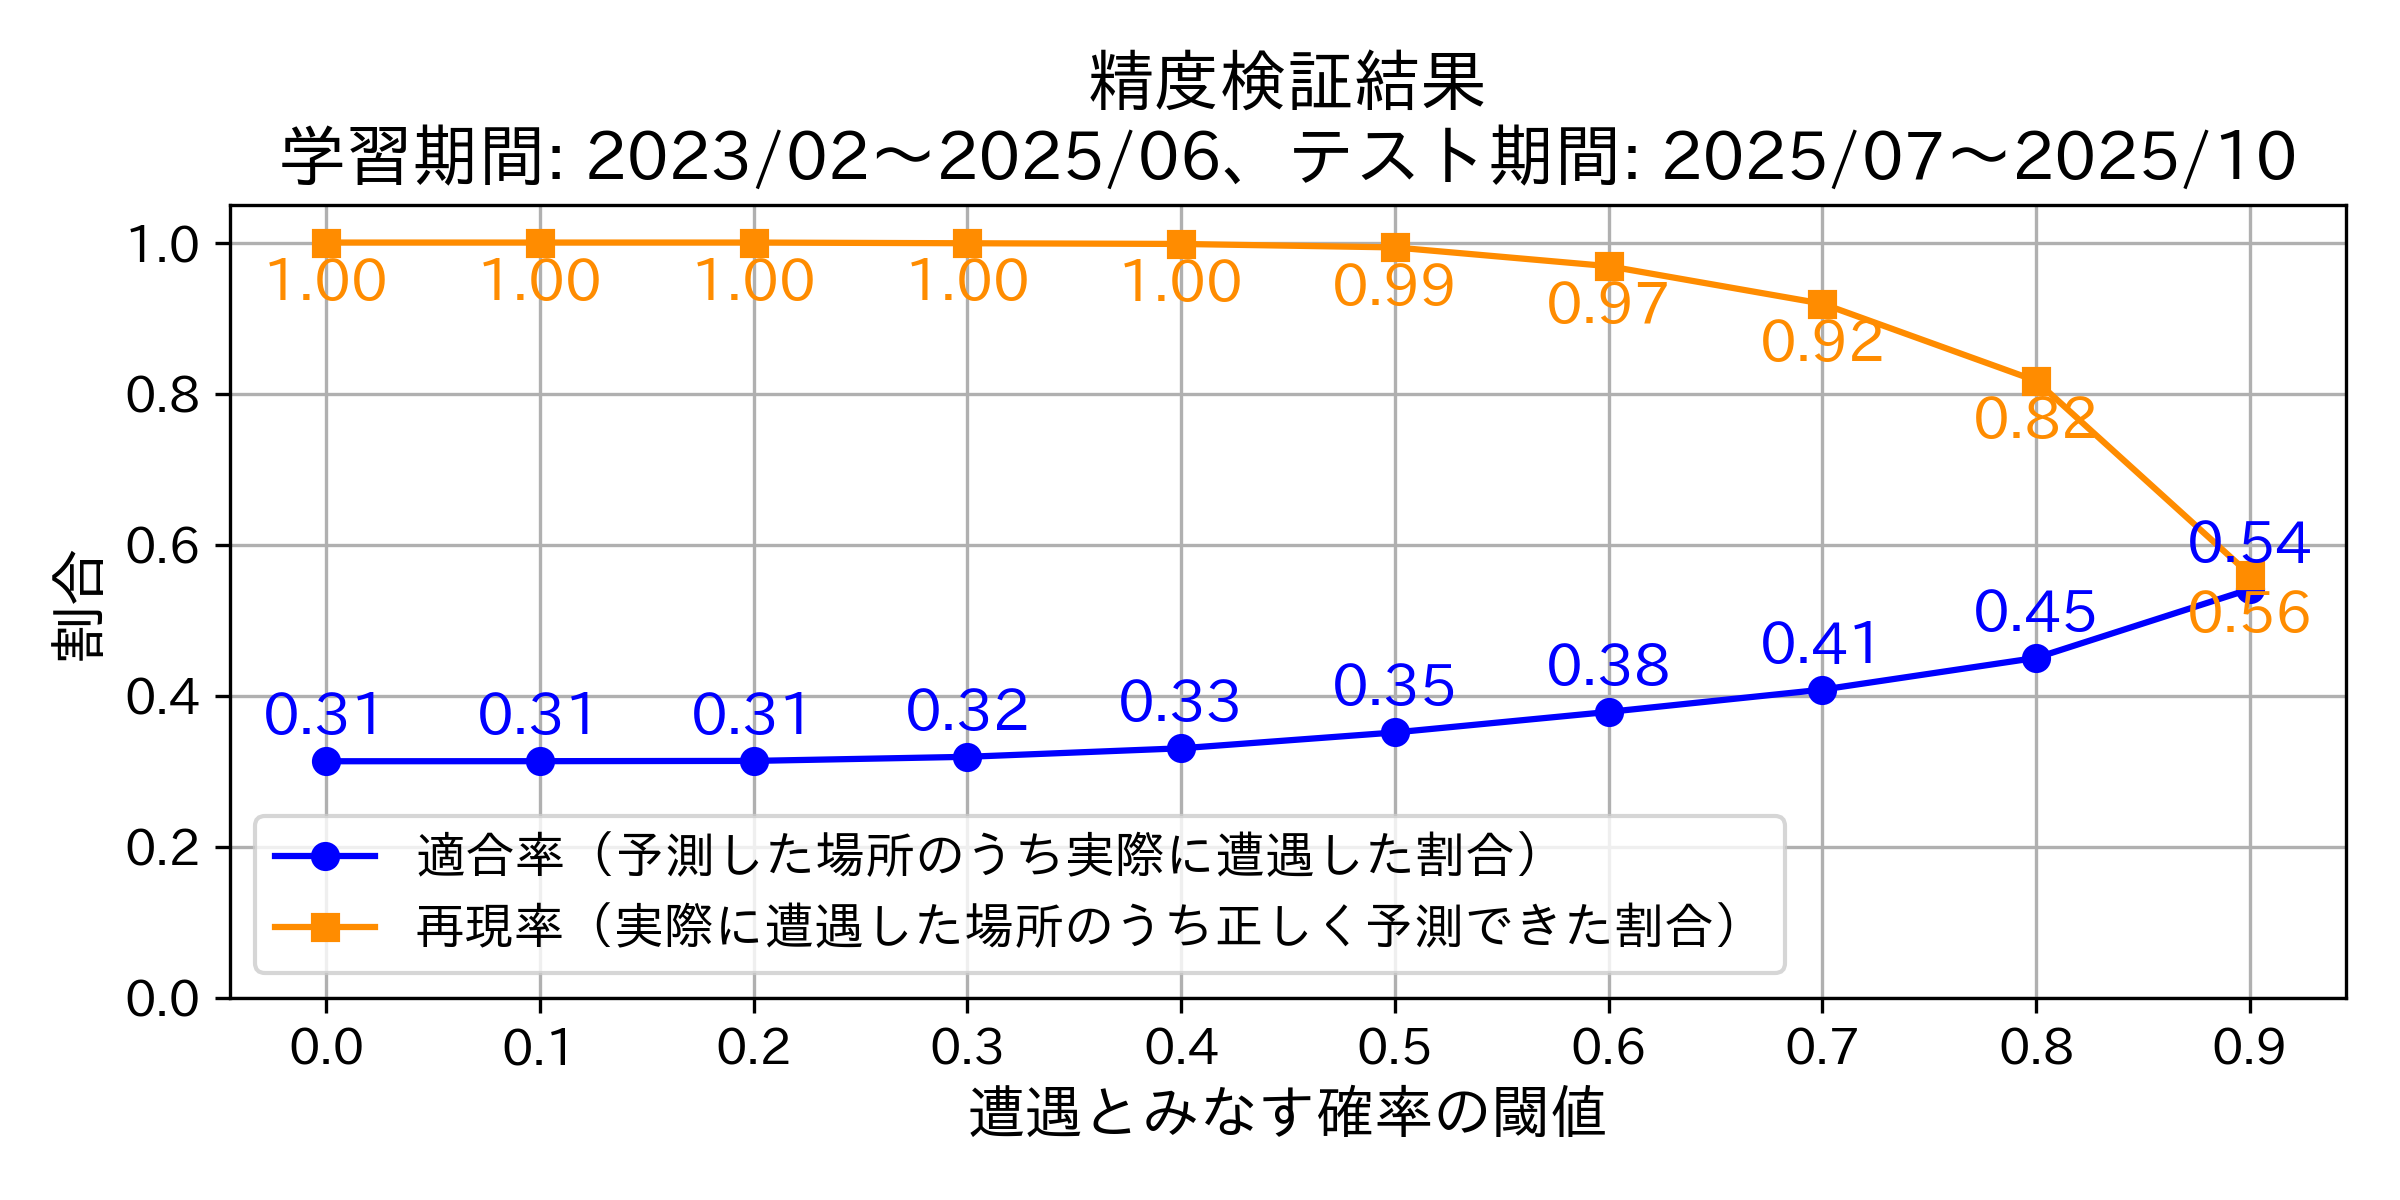 精度検証結果
学習期間: 2023/02～2025/06、テスト期間: 2025/07～2025/10
割合
1.0
0.8
0.6
0.4
0.2
0.0
1.00 1.00 1.00 1.00 1.00 0.99 0.97 0.92 0.82 0.56
0.31 0.31 0.31 0.32 0.33 0.35 0.38 0.41 0.45 0.54
適合率（予測した場所のうち実際に遭遇した割合）
再現率（実際に遭遇した場所のうち正しく予測できた割合）
0.0 0.1 0.2 0.3 0.4 0.5 0.6 0.7 0.8 0.9
遭遇とみなす確率の閾値